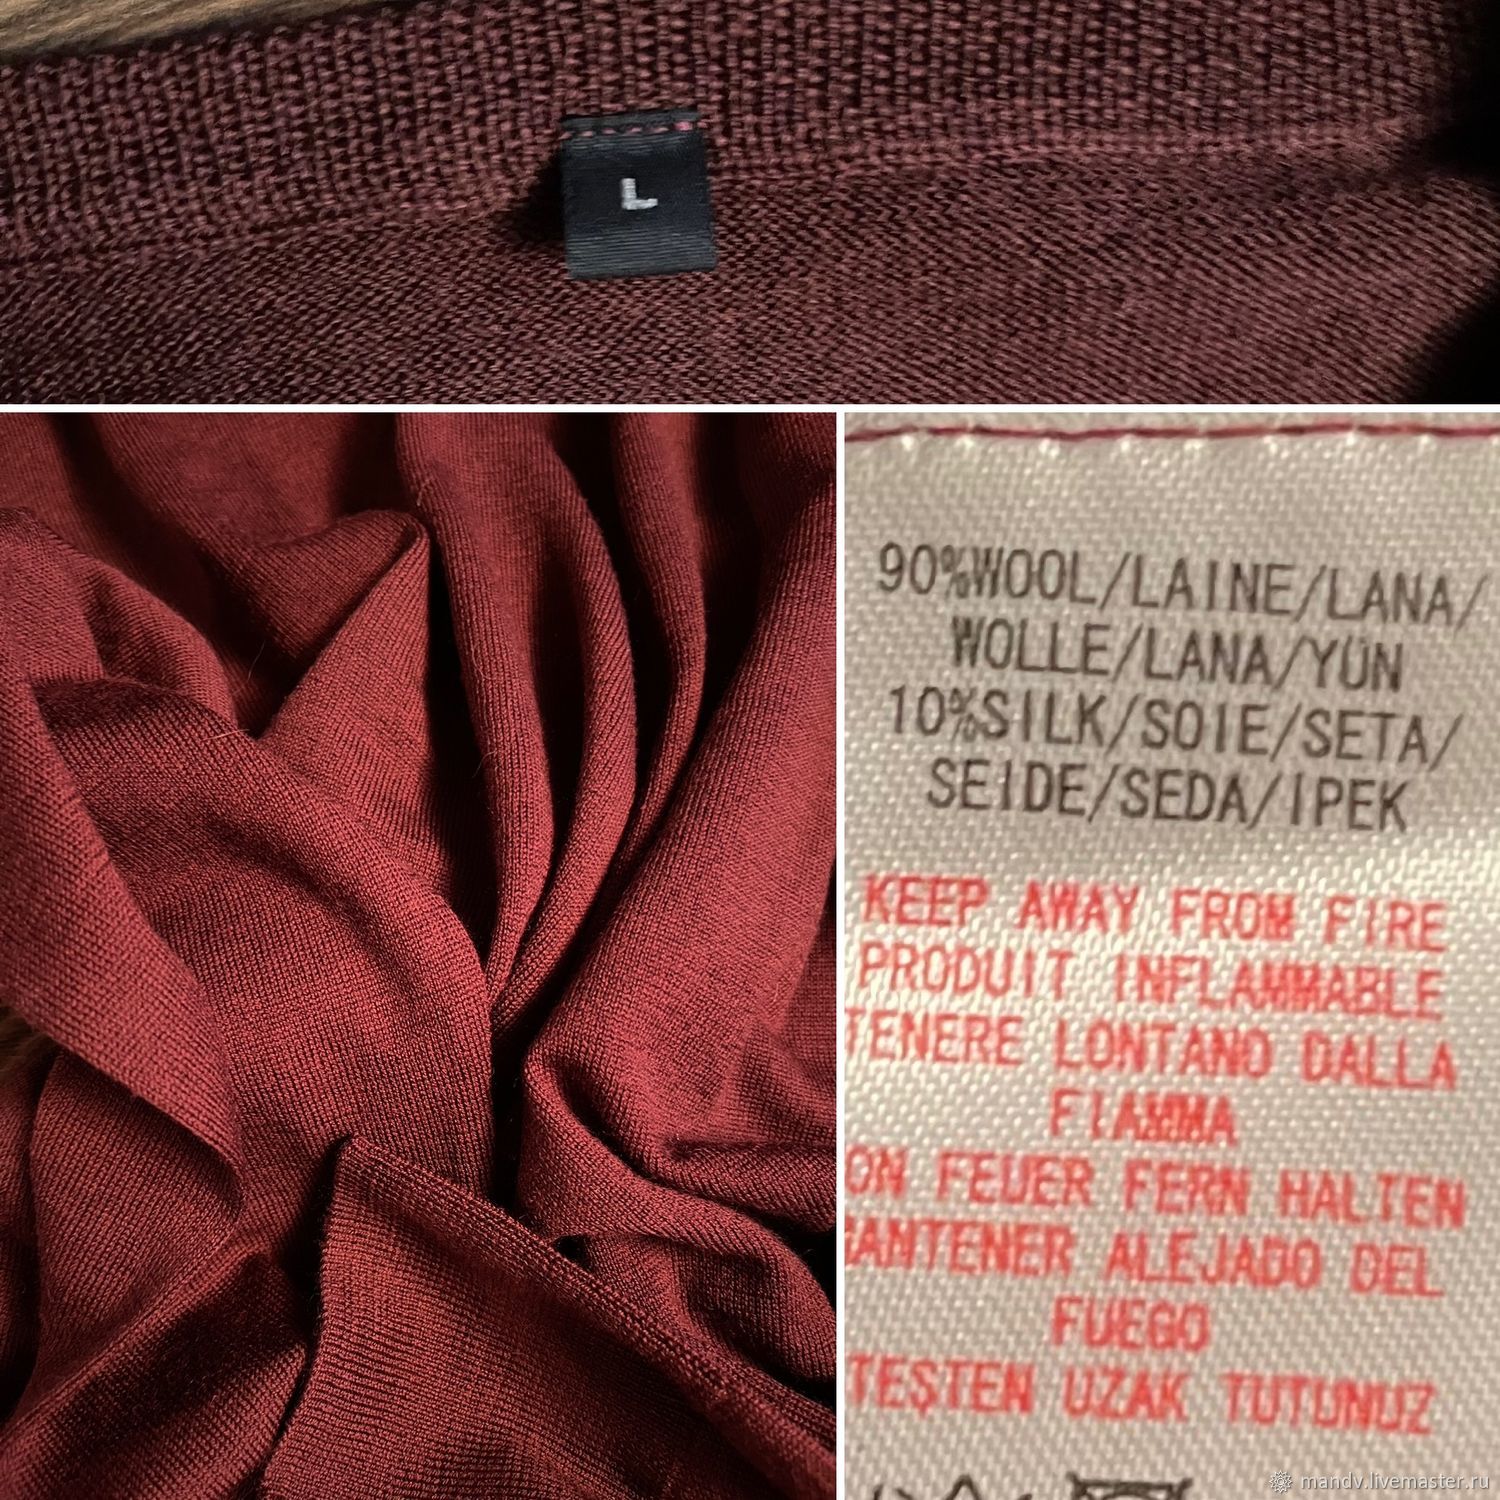 L
90%WOOL/LAINE/LANA/
WOLLE/LANA/YÜN
10%SILK/SOIE/SETA/
SEIDE/SEDA/İPEK
KEEP AWAY FROM FIRE
PRODUIT INFLAMMABLE
TENERE LONTANO DALLA
FIAMMA
ON FEUER FERN HALTEN
ANTENER ALEJADO DEL
FUEGO
TEŞTEN UZAK TUTUNUZ
mandv.livemaster.ru